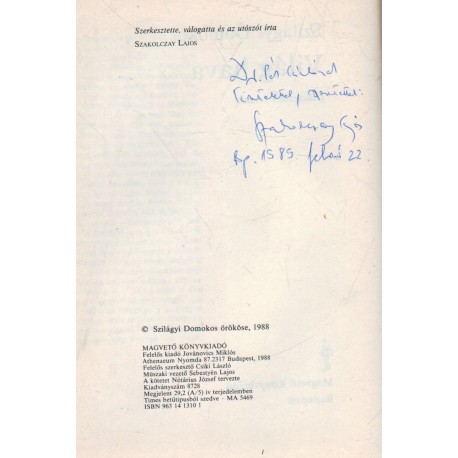 Szerkesztette, válogatta és az utószót írta
SZAKOLCZAY LAJOS
Dr.
tisztelettel, szeretettel:
Szakolczay Lajos
Bp. 1989. febr. 22.
© Szilágyi Domokos örököse, 1988
MAGVETŐ KÖNYVKIADÓ
Felelős kiadó Jovánovics Miklós
Athenaeum Nyomda 87.2317 Budapest, 1988
Felelős szerkesztő Csiki László
Műszaki vezető Sebestyén Lajos
A kötetet Nótárius József tervezte
Kiadványszám 8728
Megjelent 29,2 (A/5) ív terjedelemben
Times betűtípusból szedve - MA 5469
ISBN 963 14 1310 1